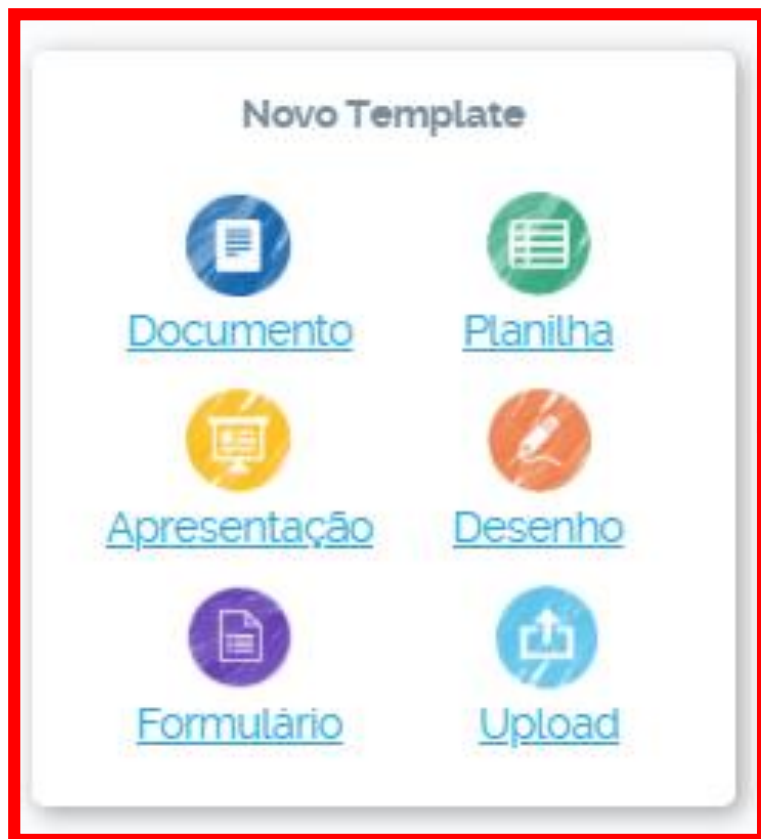 Novo Template
Documento Planilha
Apresentação Desenho
Formulário Upload